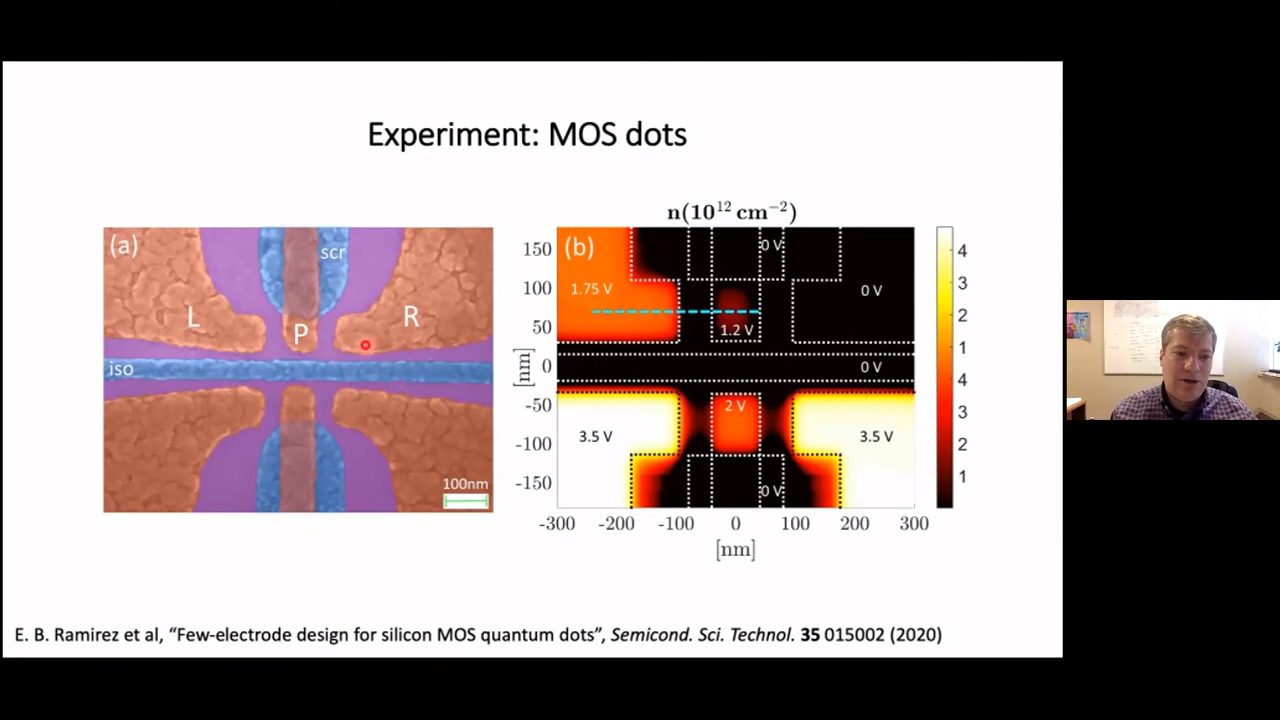 Experiment: MOS dots
(a)
scr
L
R
P
iso
100nm
n(10¹² cm⁻²)
(b)
0 V
1.75 V
0 V
1.2 V
0 V
2 V
3.5 V
3.5 V
0 V
150
100
50
0
-50
-100
-150
[nm]
-300 -200 -100 0 100 200 300
[nm]
4
3
2
1
4
3
2
1
E. B. Ramirez et al, “Few-electrode design for silicon MOS quantum dots”, Semicond. Sci. Technol. 35 015002 (2020)